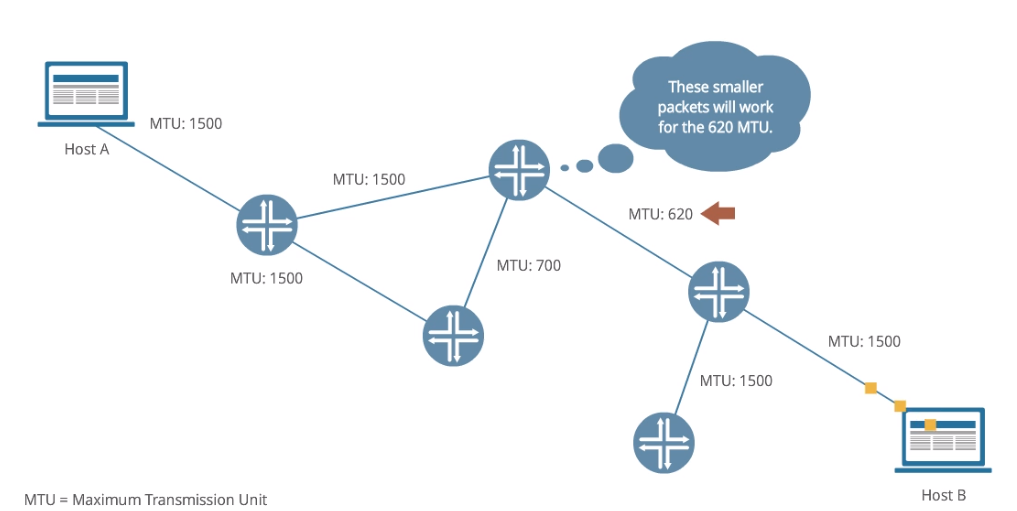 These smaller
packets will work
for the 620 MTU.
MTU: 1500
Host A
MTU: 1500
MTU: 620
MTU: 700
MTU: 1500
MTU: 1500
MTU: 1500
Host B
MTU = Maximum Transmission Unit